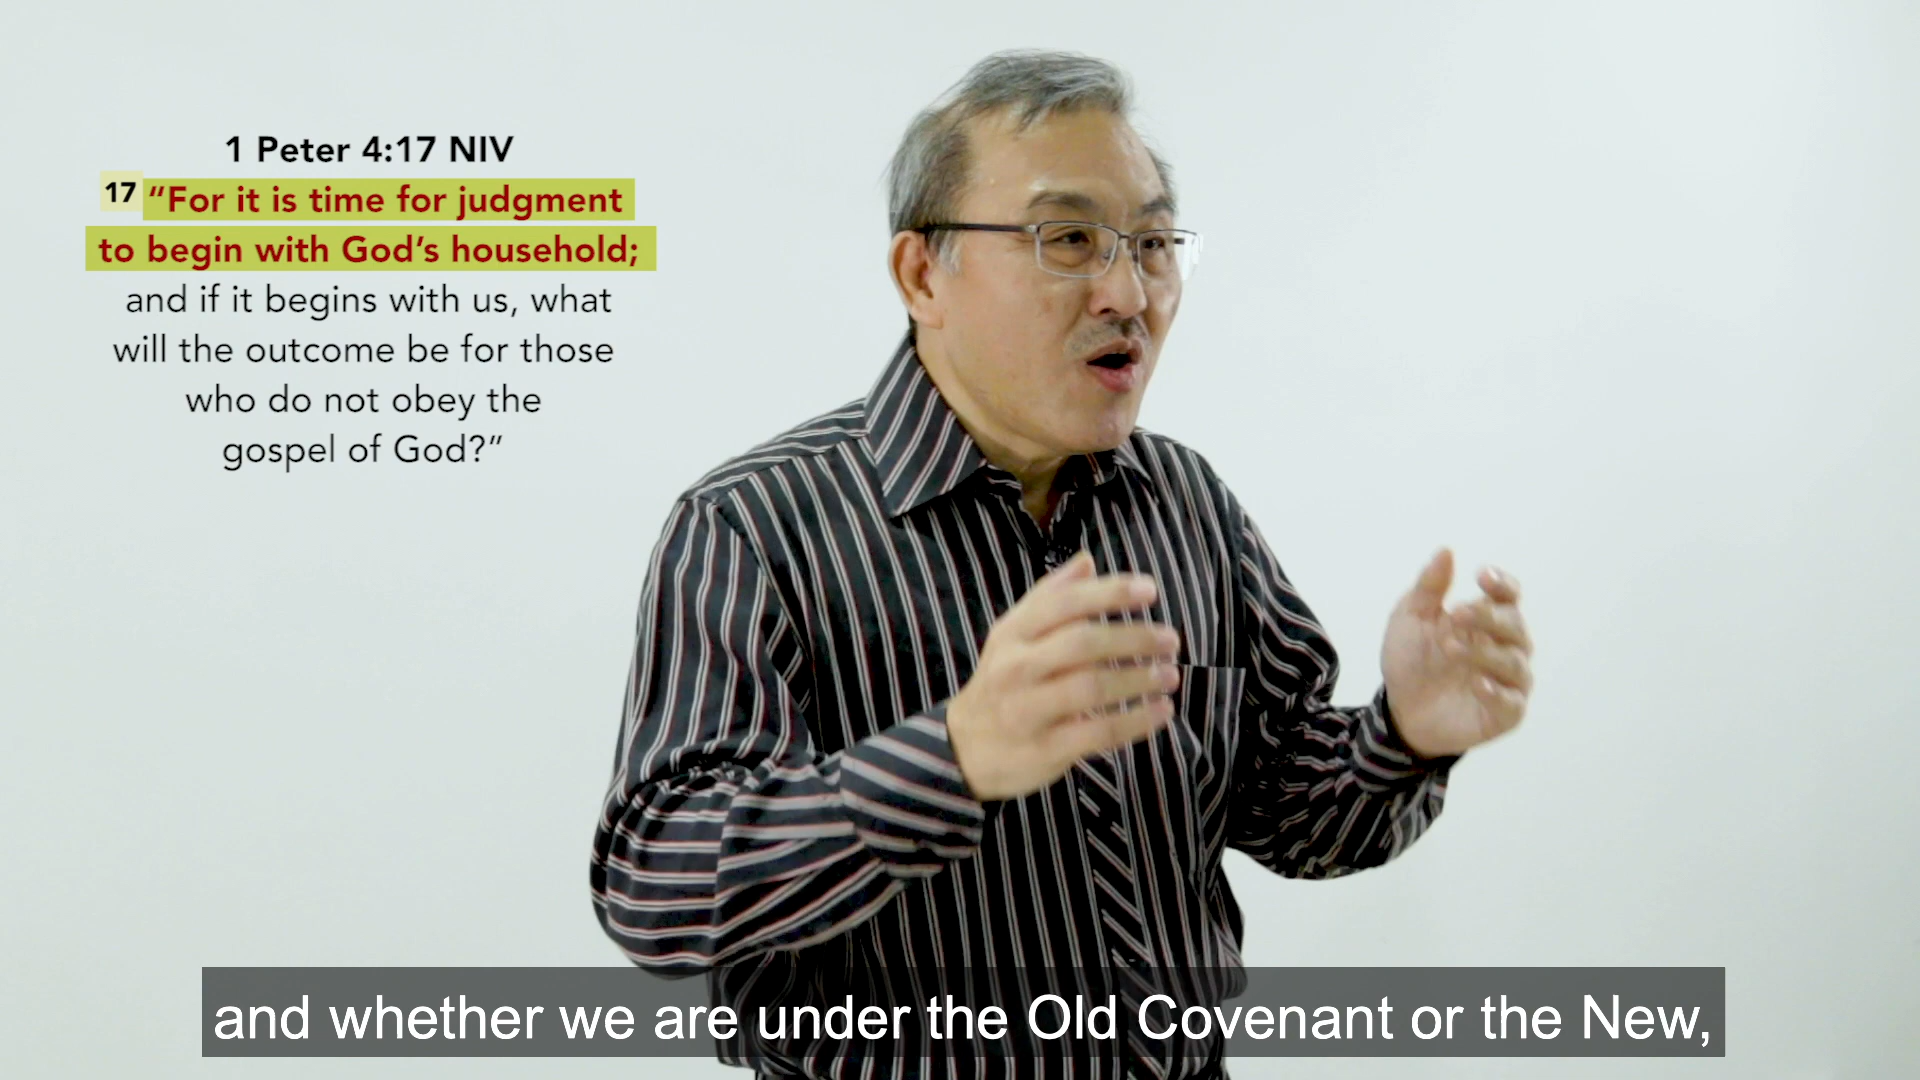 1 Peter 4:17 NIV
17 “For it is time for judgment
to begin with God’s household;
and if it begins with us, what
will the outcome be for those
who do not obey the
gospel of God?”
and whether we are under the Old Covenant or the New,